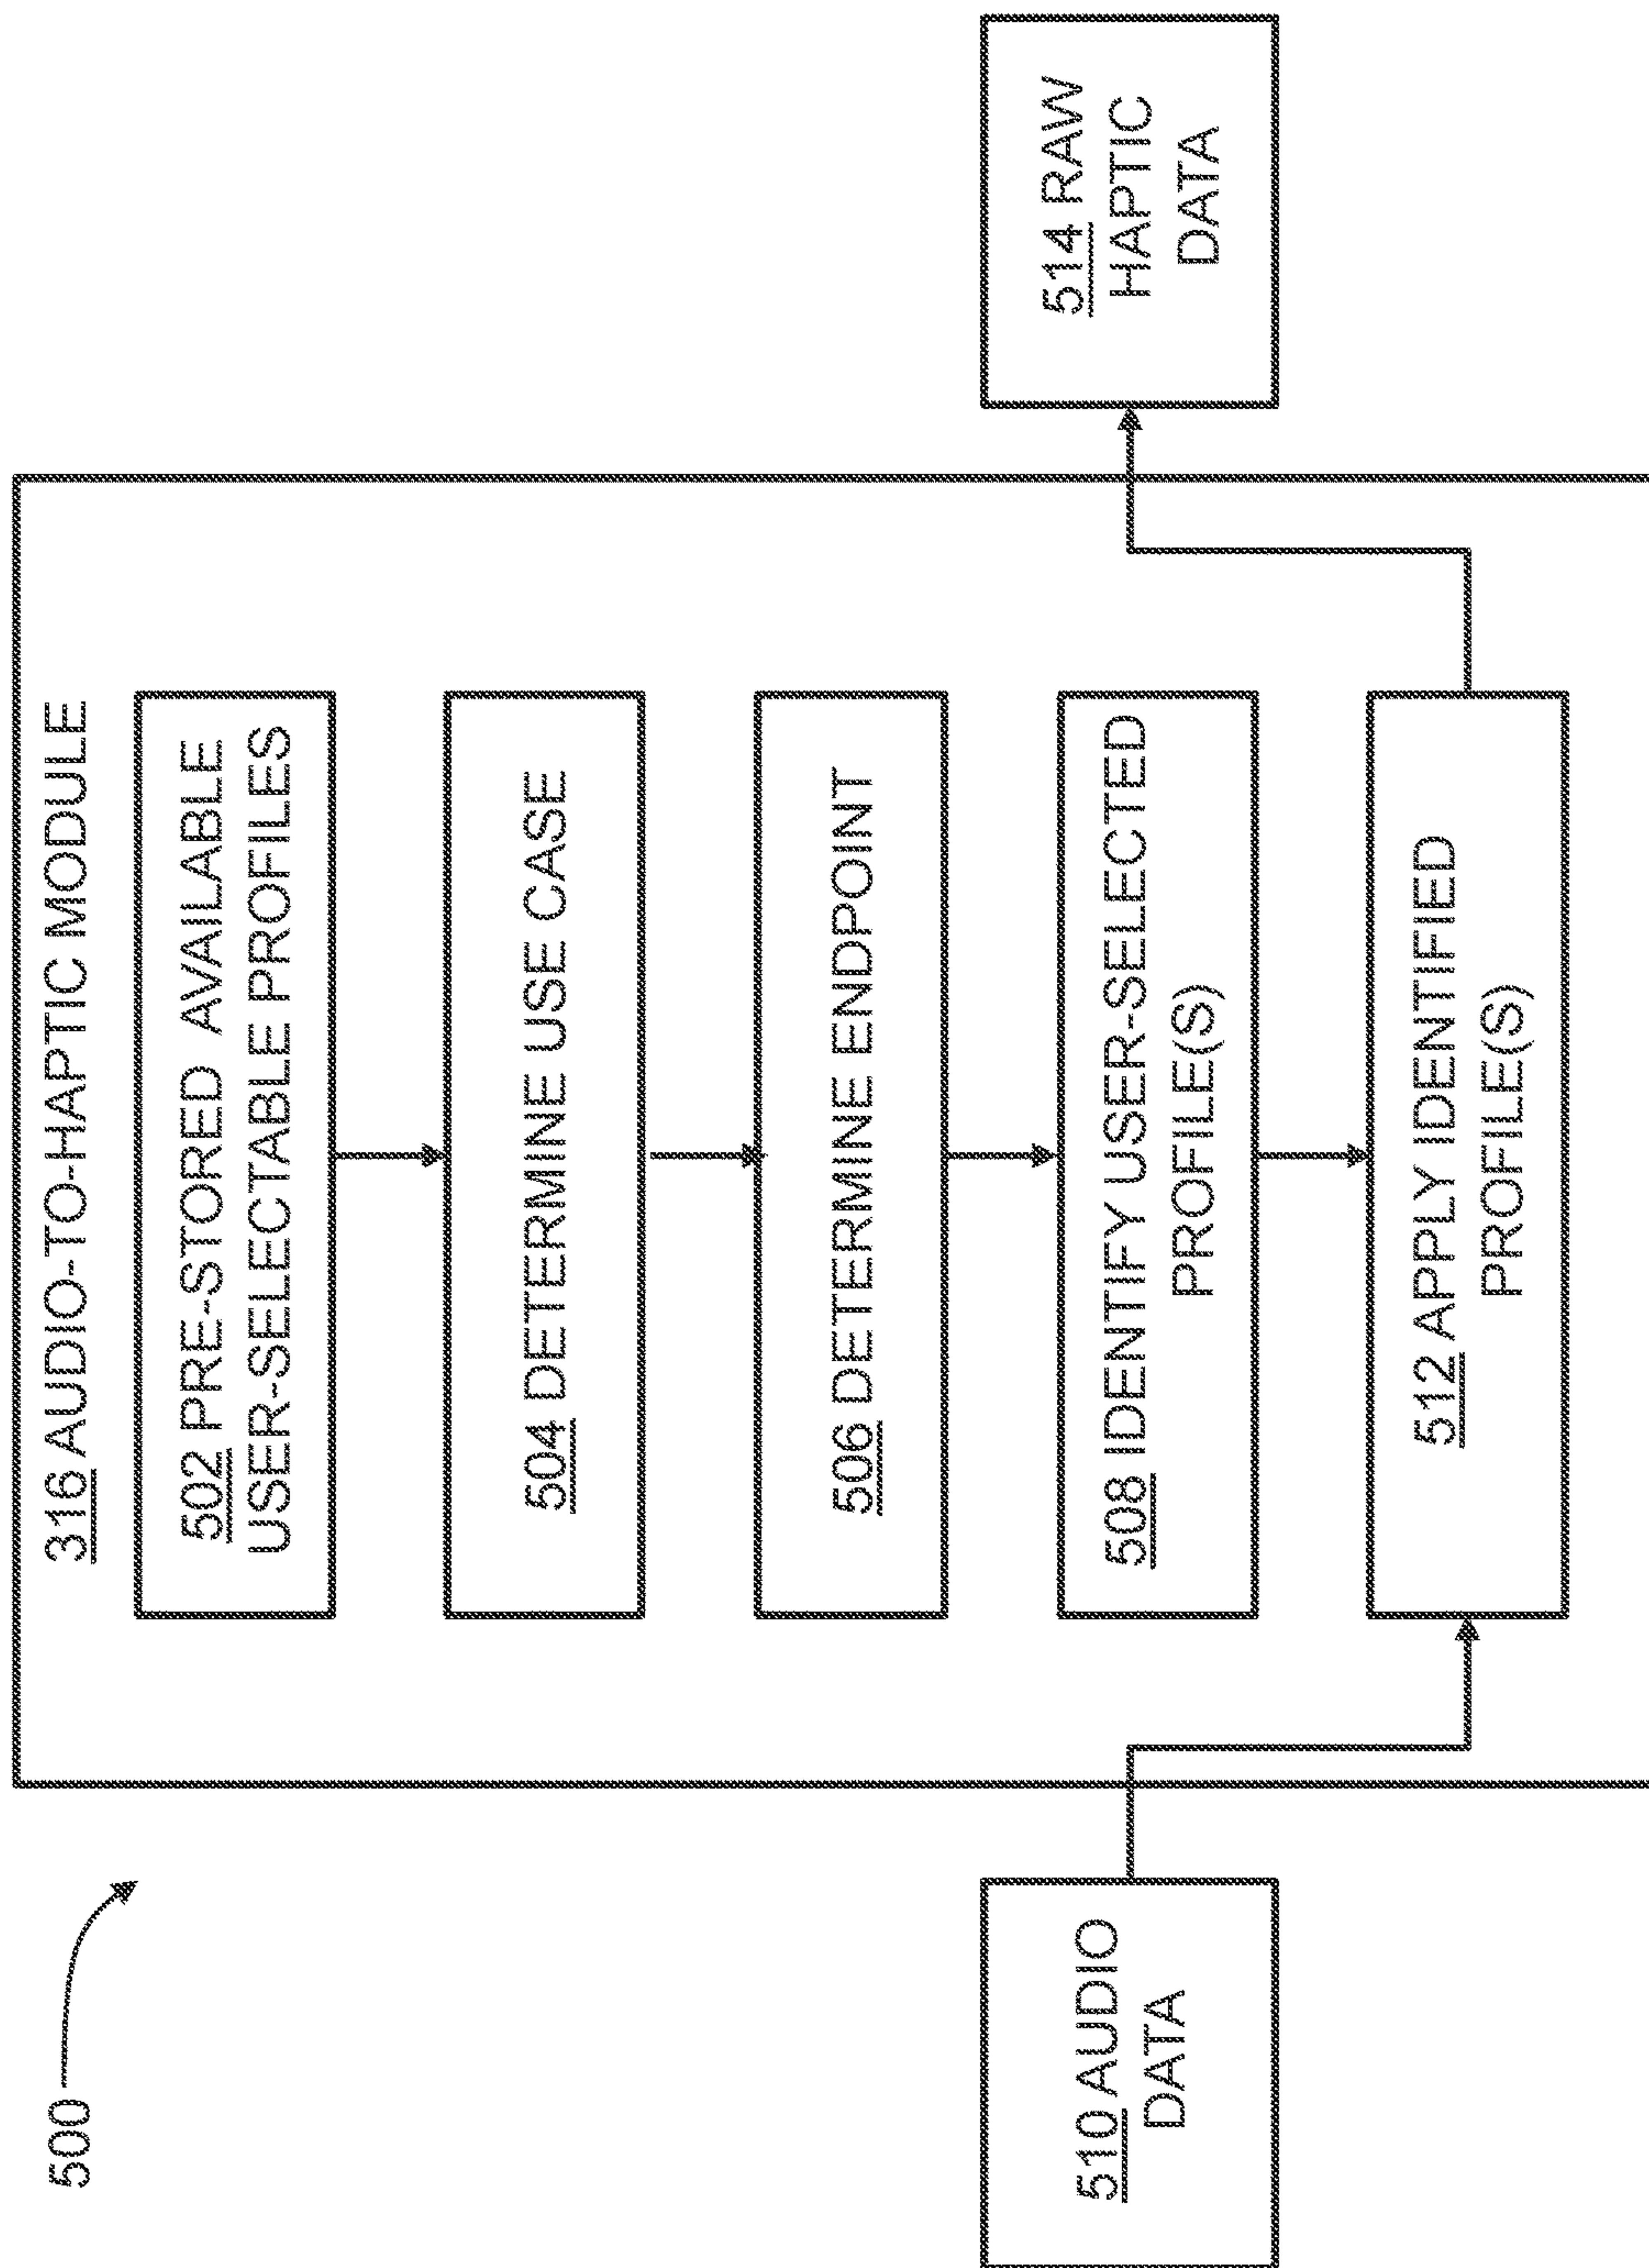 500
316 AUDIO-TO-HAPTIC MODULE
502 PRE-STORED AVAILABLE
USER-SELECTABLE PROFILES
504 DETERMINE USE CASE
506 DETERMINE ENDPOINT
508 IDENTIFY USER-SELECTED
PROFILE(S)
510 AUDIO
DATA
512 APPLY IDENTIFIED
PROFILE(S)
514 RAW
HAPTIC
DATA